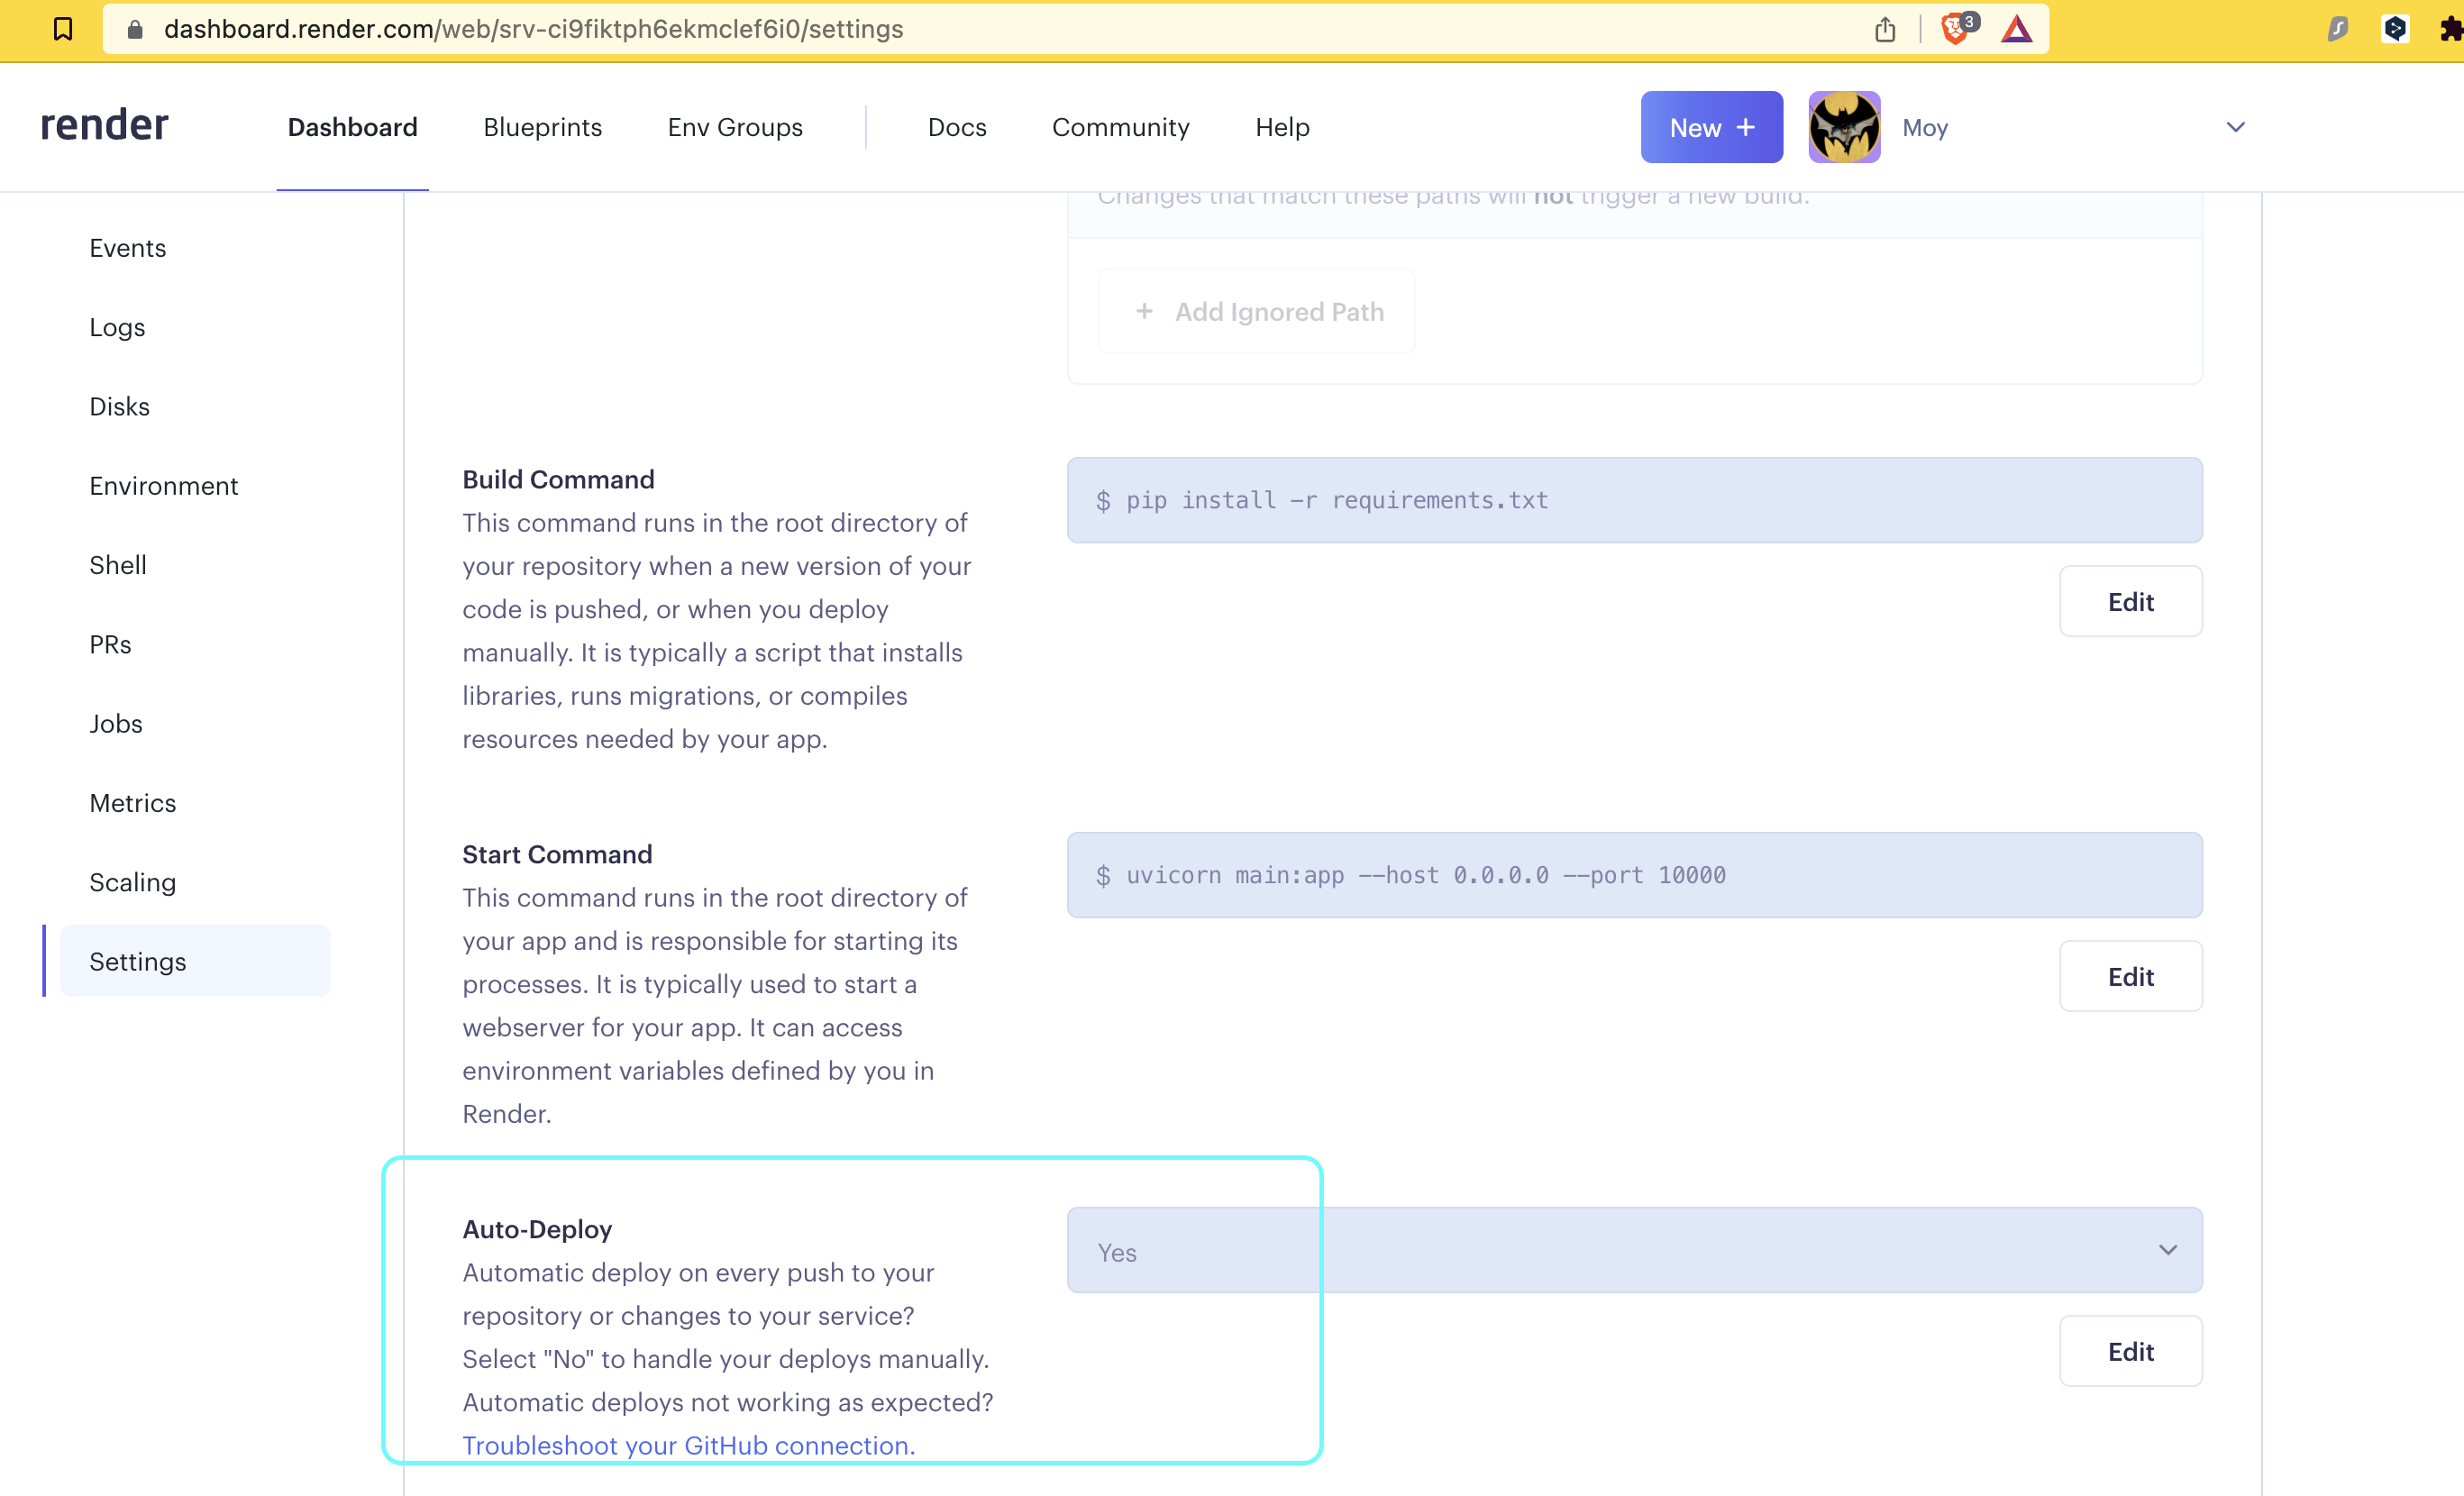 dashboard.render.com/web/srv-ci9fiktph6ekmclef6i0/settings
3
render
Dashboard
Blueprints
Env Groups
Docs
Community
Help
New +
Moy
Events
Logs
Disks
Environment
Shell
PRs
Jobs
Metrics
Scaling
Settings
Changes that match these paths will not trigger a new build.
+ Add Ignored Path
Build Command
This command runs in the root directory of
your repository when a new version of your
code is pushed, or when you deploy
manually. It is typically a script that installs
libraries, runs migrations, or compiles
resources needed by your app.
$ pip install -r requirements.txt
Edit
Start Command
This command runs in the root directory of
your app and is responsible for starting its
processes. It is typically used to start a
webserver for your app. It can access
environment variables defined by you in
Render.
$ uvicorn main:app --host 0.0.0.0 --port 10000
Edit
Auto-Deploy
Automatic deploy on every push to your
repository or changes to your service?
Select "No" to handle your deploys manually.
Automatic deploys not working as expected?
Troubleshoot your GitHub connection.
Yes
Edit